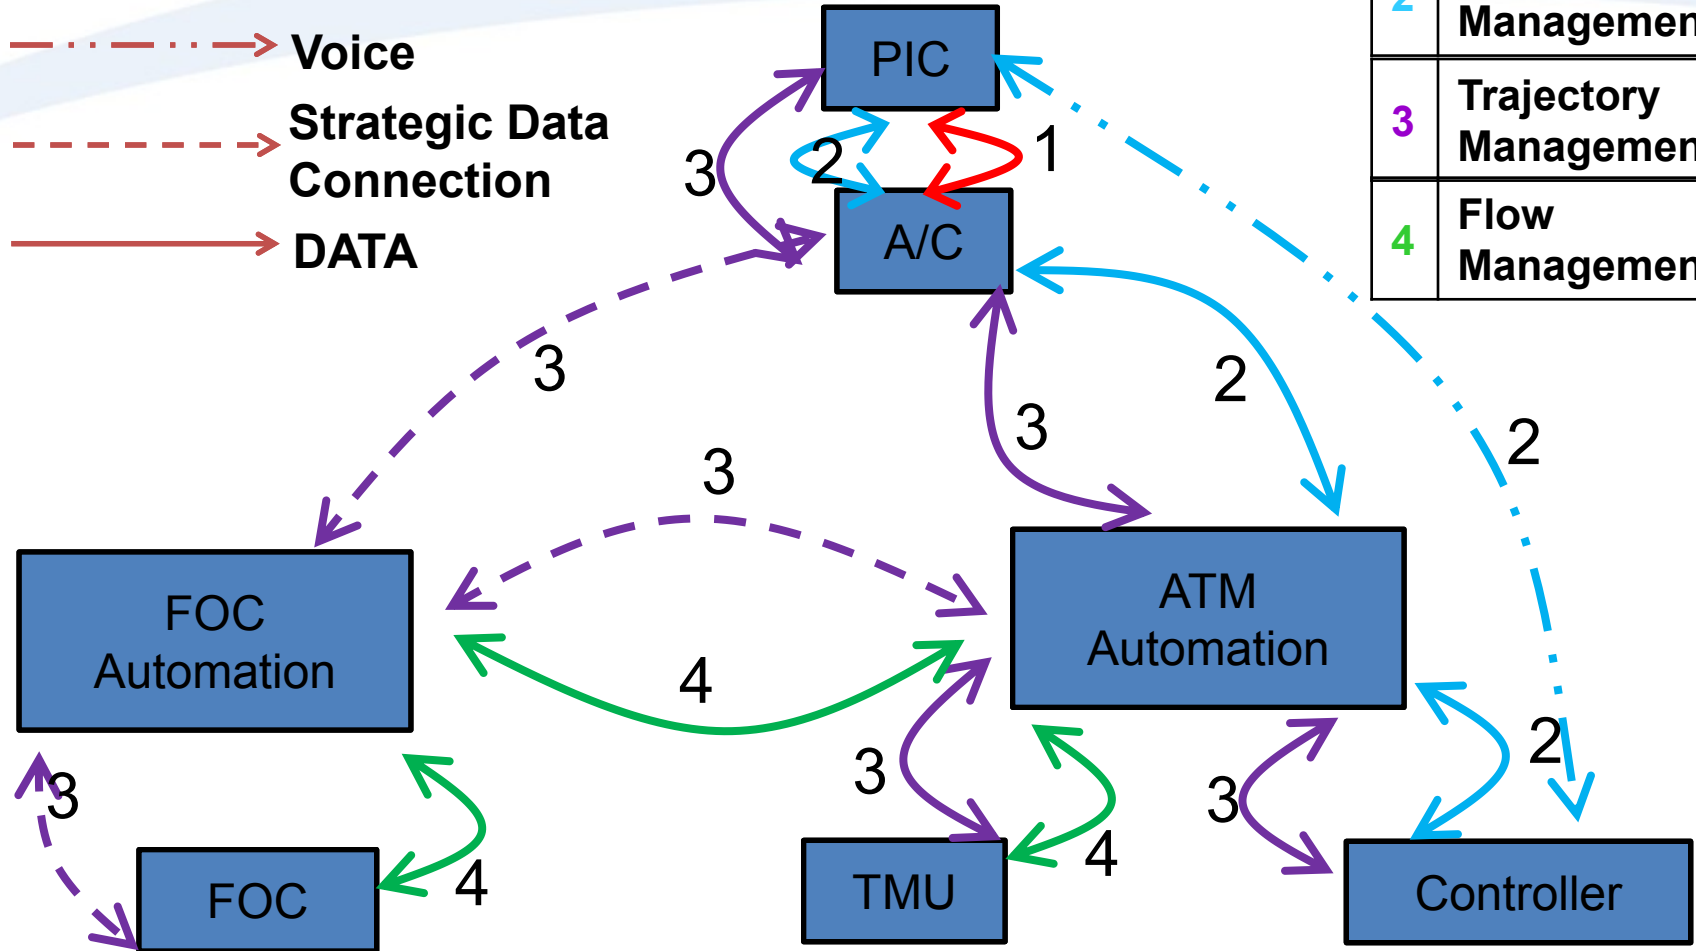 Voice
Strategic Data
Connection
DATA
2
Managemen
3
Trajectory
Managemen
4
Flow
Managemen
PIC
3
2
1
A/C
3
2
3
2
3
FOC
Automation
ATM
Automation
4
3
4
3
2
3
4
FOC
TMU
Controller